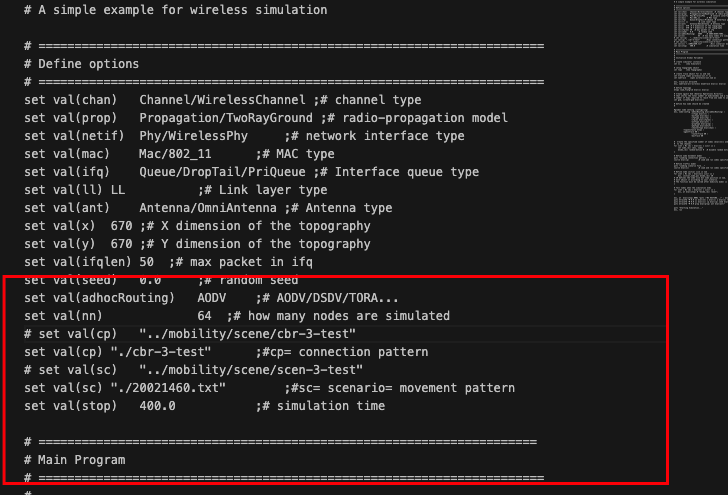 # A simple example for wireless simulation
# ======================================================================
# Define options
# ======================================================================
set val(chan)   Channel/WirelessChannel ;# channel type
set val(prop)   Propagation/TwoRayGround ;# radio-propagation model
set val(netif)  Phy/WirelessPhy     ;# network interface type
set val(mac)    Mac/802_11      ;# MAC type
set val(ifq)    Queue/DropTail/PriQueue ;# Interface queue type
set val(ll) LL          ;# Link layer type
set val(ant)    Antenna/OmniAntenna ;# Antenna type
set val(x)  670 ;# X dimension of the topography
set val(y)  670 ;# Y dimension of the topography
set val(ifqlen) 50  ;# max packet in ifq
set val(seed)   0.0     ;# random seed
set val(adhocRouting)   AODV    ;# AODV/DSDV/TORA...
set val(nn)             64  ;# how many nodes are simulated
# set val(cp)   "../mobility/scene/cbr-3-test"
set val(cp) "./cbr-3-test"      ;#cp= connection pattern
# set val(sc)   "../mobility/scene/scen-3-test"
set val(sc) "./20021460.txt"        ;#sc= scenario= movement pattern
set val(stop)   400.0           ;# simulation time
# =====================================================================
# Main Program
# ======================================================================
#